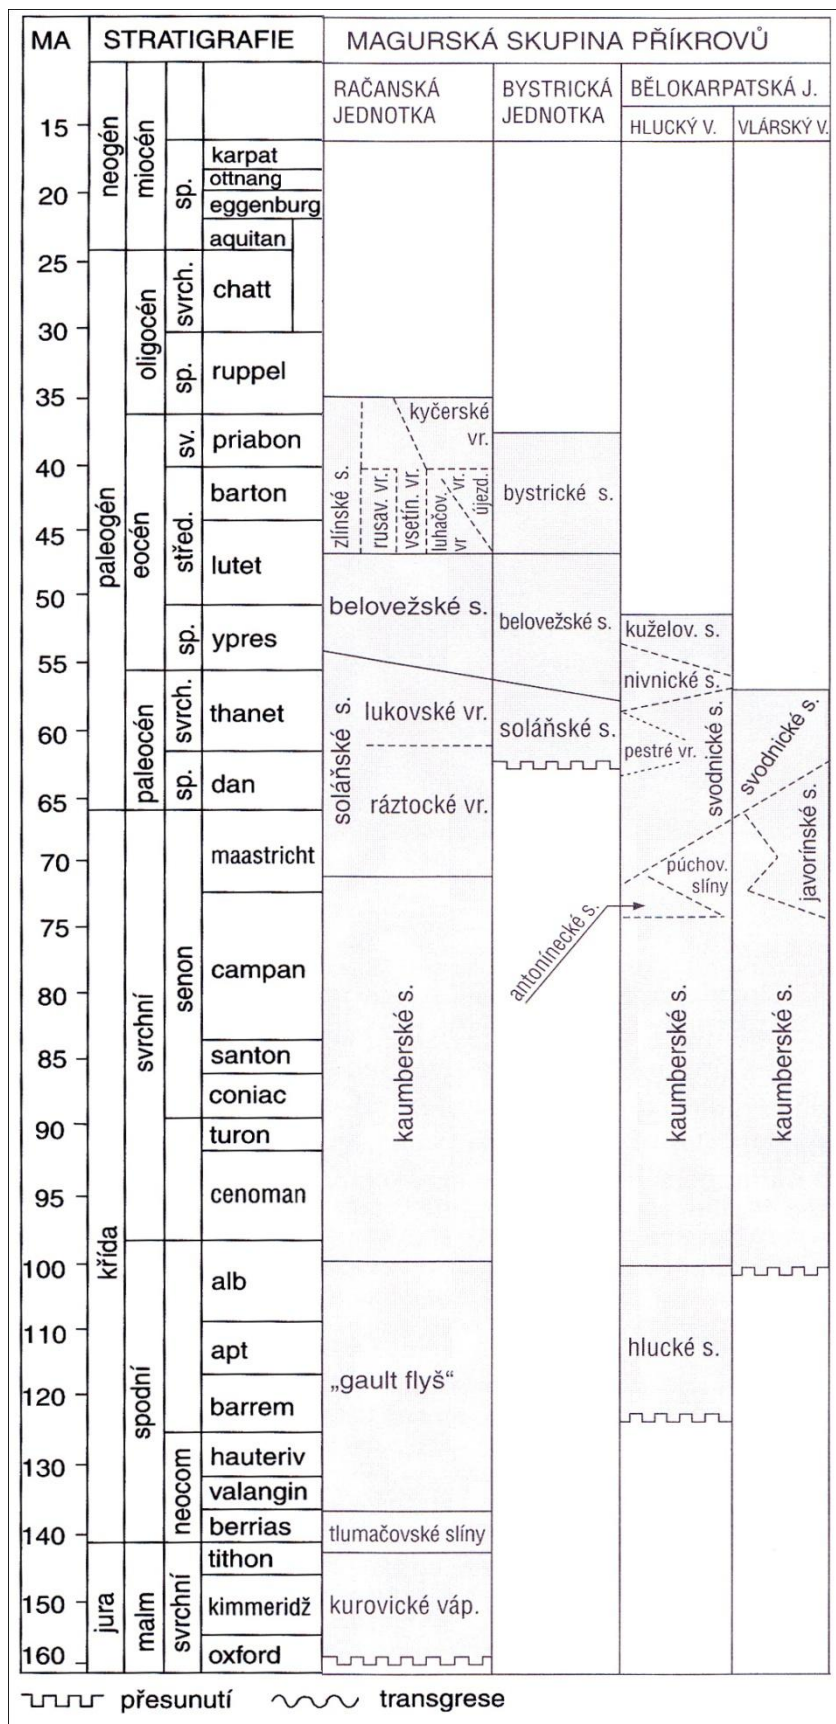 MA STRATIGRAFIE MAGURSKÁ SKUPINA PŘÍKROVŮ
RAČANSKÁ
JEDNOTKA
BYSTRICKÁ
JEDNOTKA
BĚLOKARPATSKÁ J.
HLUCKÝ V.
VLÁRSKÝ V.
15
20
25
30
35
40
45
50
55
60
65
70
75
80
85
90
95
100
110
120
130
140
150
160
neogén
paleogén
křída
jura
miocén
oligocén
eocén
paleocén
svrchní
spodní
malm
sp.
svrch.
sp.
sv.
střed.
sp.
svrch.
sp.
senon
neocom
svrchní
karpat
ottnang
eggenburg
aquitan
chatt
ruppel
priabon
barton
lutet
ypres
thanet
dan
maastricht
campan
santon
coniac
turon
cenoman
alb
apt
barrem
hauteriv
valangin
berrias
tithon
kimmeridž
oxford
zlínské s.
kyčerské
vr.
rusav. vr.
vsetín. vr.
luhačov.
vr
újezd.
vr.
belovežské s.
soláňské s.
lukovské vr.
ráztocké vr.
kaumberské s.
„gault flyš“
tlumačovské slíny
kurovické váp.
bystrické s.
belovežské s.
soláňské s.
antonínecké s.
kuželov. s.
nivnické s.
pestré vr.
svodnické s.
púchov.
slíny
kaumberské s.
hlucké s.
svodnické s.
javorínské s.
kaumberské s.
přesunutí transgrese